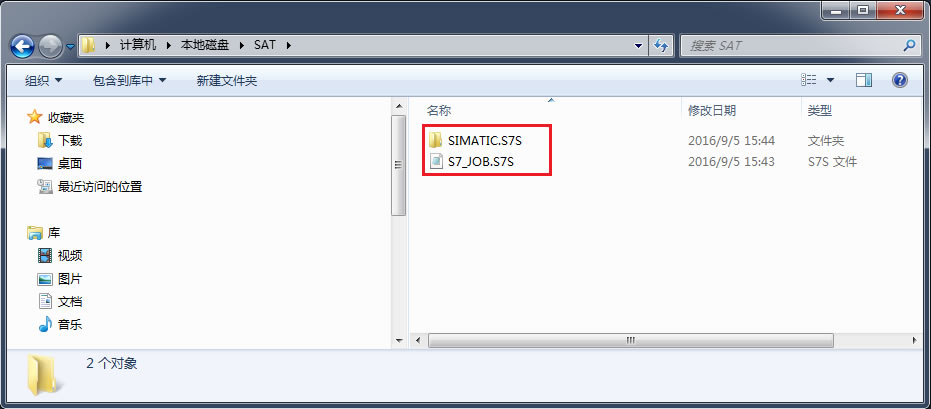 计算机 ▸ 本地磁盘 ▸ SAT ▸
搜索 SAT
组织 包含到库中 新建文件夹
收藏夹
下载
桌面
最近访问的位置
库
视频
图片
文档
音乐
名称 修改日期 类型
SIMATIC.S7S 2016/9/5 15:44 文件夹
S7_JOB.S7S 2016/9/5 15:43 S7S 文件
2 个对象